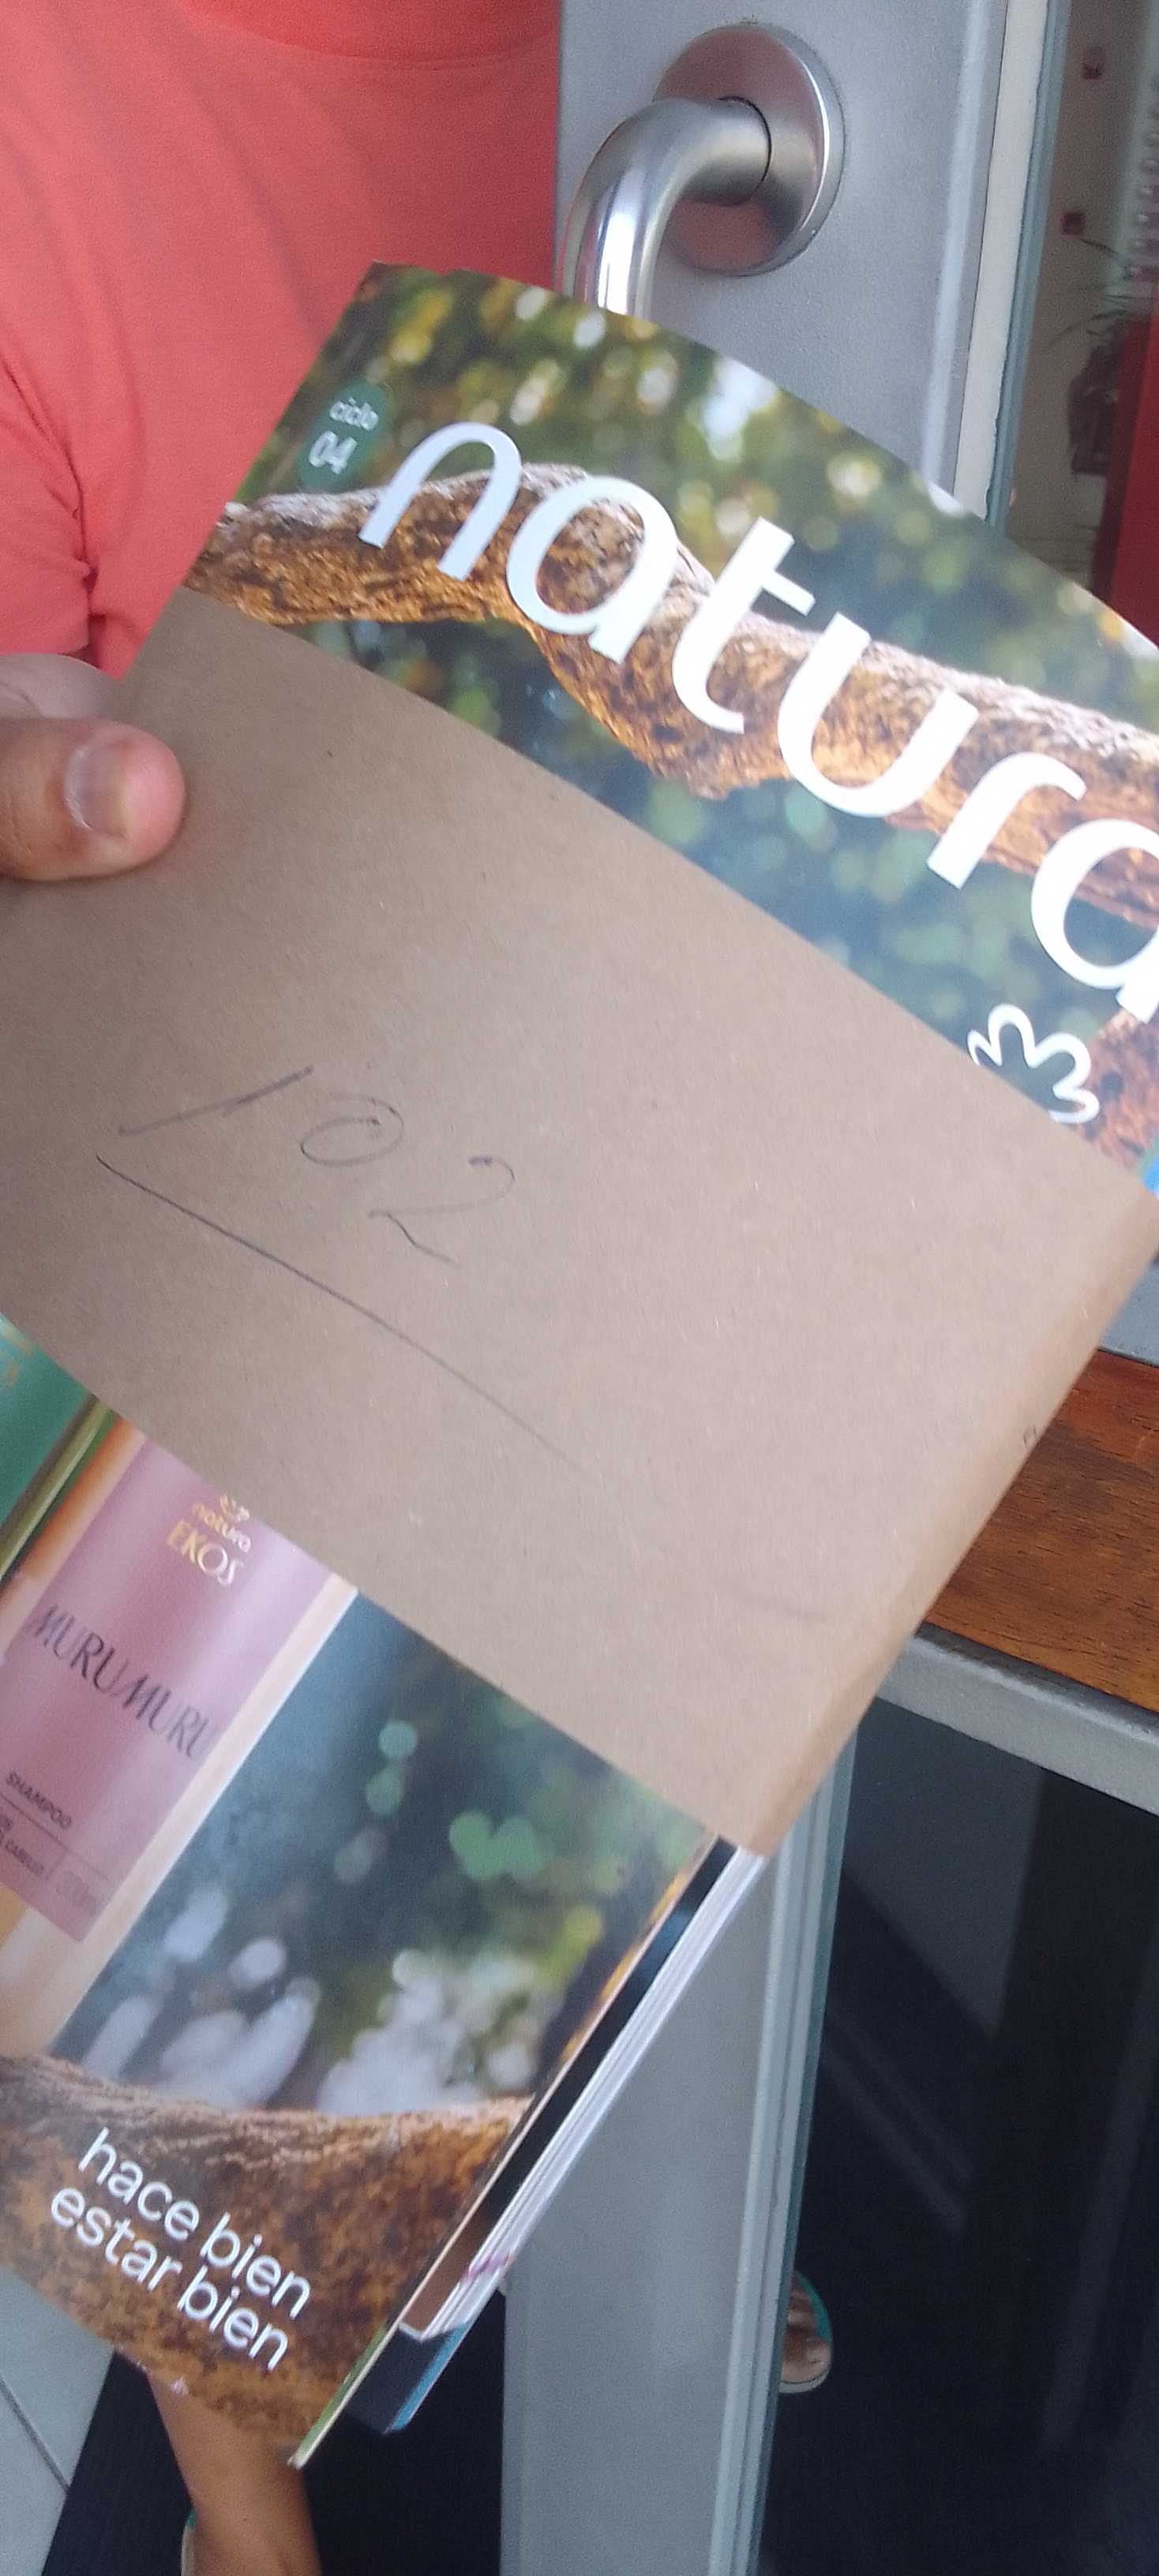 ciclo
04
natura
102
natura
EKOS
MURUMURU
SHAMPOO
hace bien
estar bien